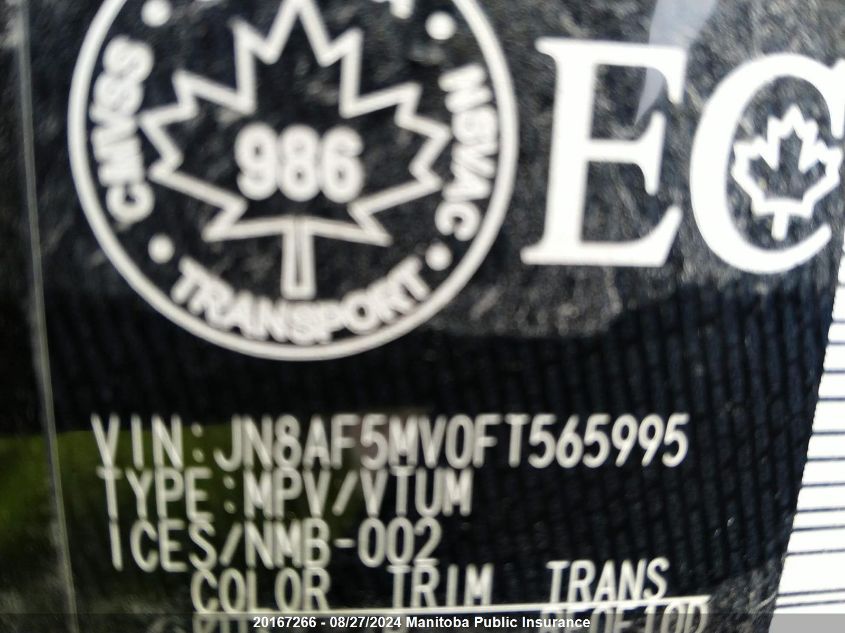 CMVSS
986
NSVAC
TRANSPORT
EC
VIN:JN8AF5MV0FT565995
TYPE:MPV/VTUM
ICES/NMB-002
COLOR TRIM TRANS
20167266 - 08/27/2024 Manitoba Public Insurance